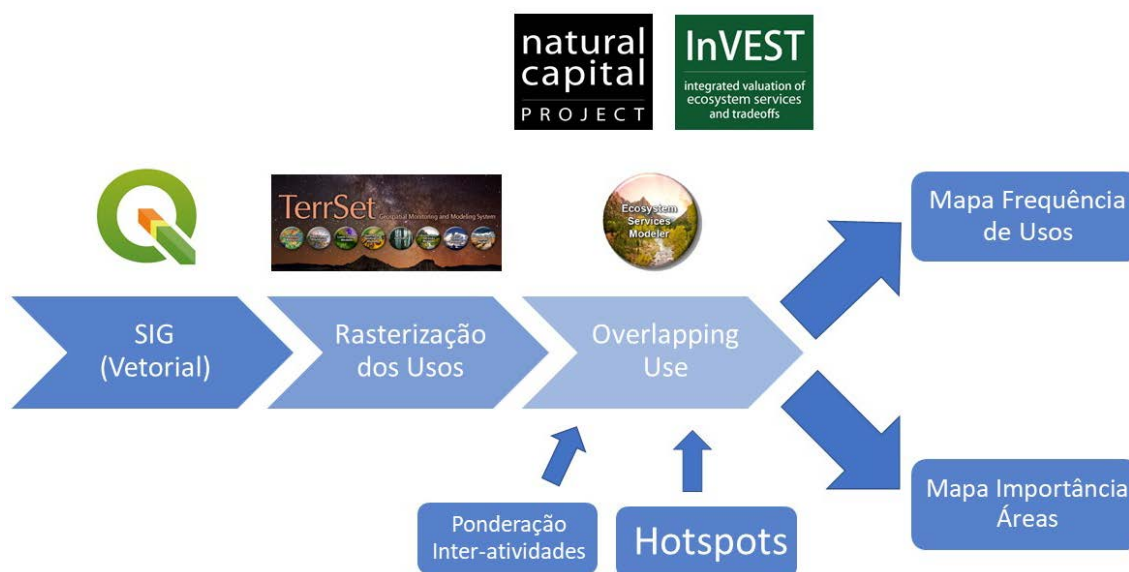 natural
capital
PROJECT
InVEST
integrated valuation of
ecosystem services
and tradeoffs
TerrSet Geospatial Monitoring and Modeling System
Ecosystem
Services
Modeler
SIG
(Vetorial)
Rasterização
dos Usos
Overlapping
Use
Mapa Frequência
de Usos
Mapa Importância
Áreas
Ponderação
Inter-atividades
Hotspots